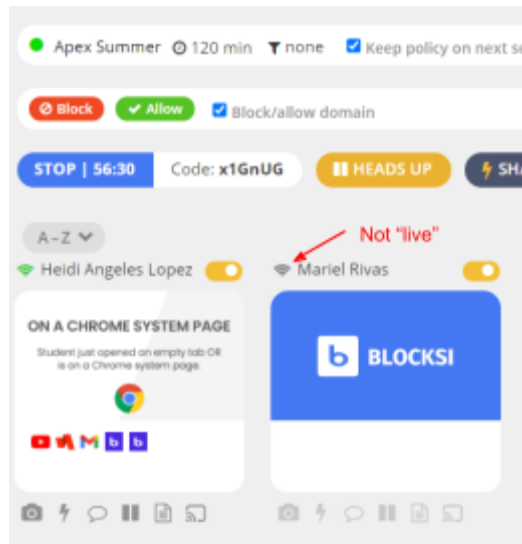 Apex Summer 120 min none Keep policy on next
Block Allow Block/allow domain
STOP | 56:30 Code: x1GnUG HEADS UP
A-Z Not "live"
Heidi Angeles Lopez Mariel Rivas
ON A CHROME SYSTEM PAGE
Student just opened an empty tab OR
is on a Chrome system page.
b BLOCKSI
b b